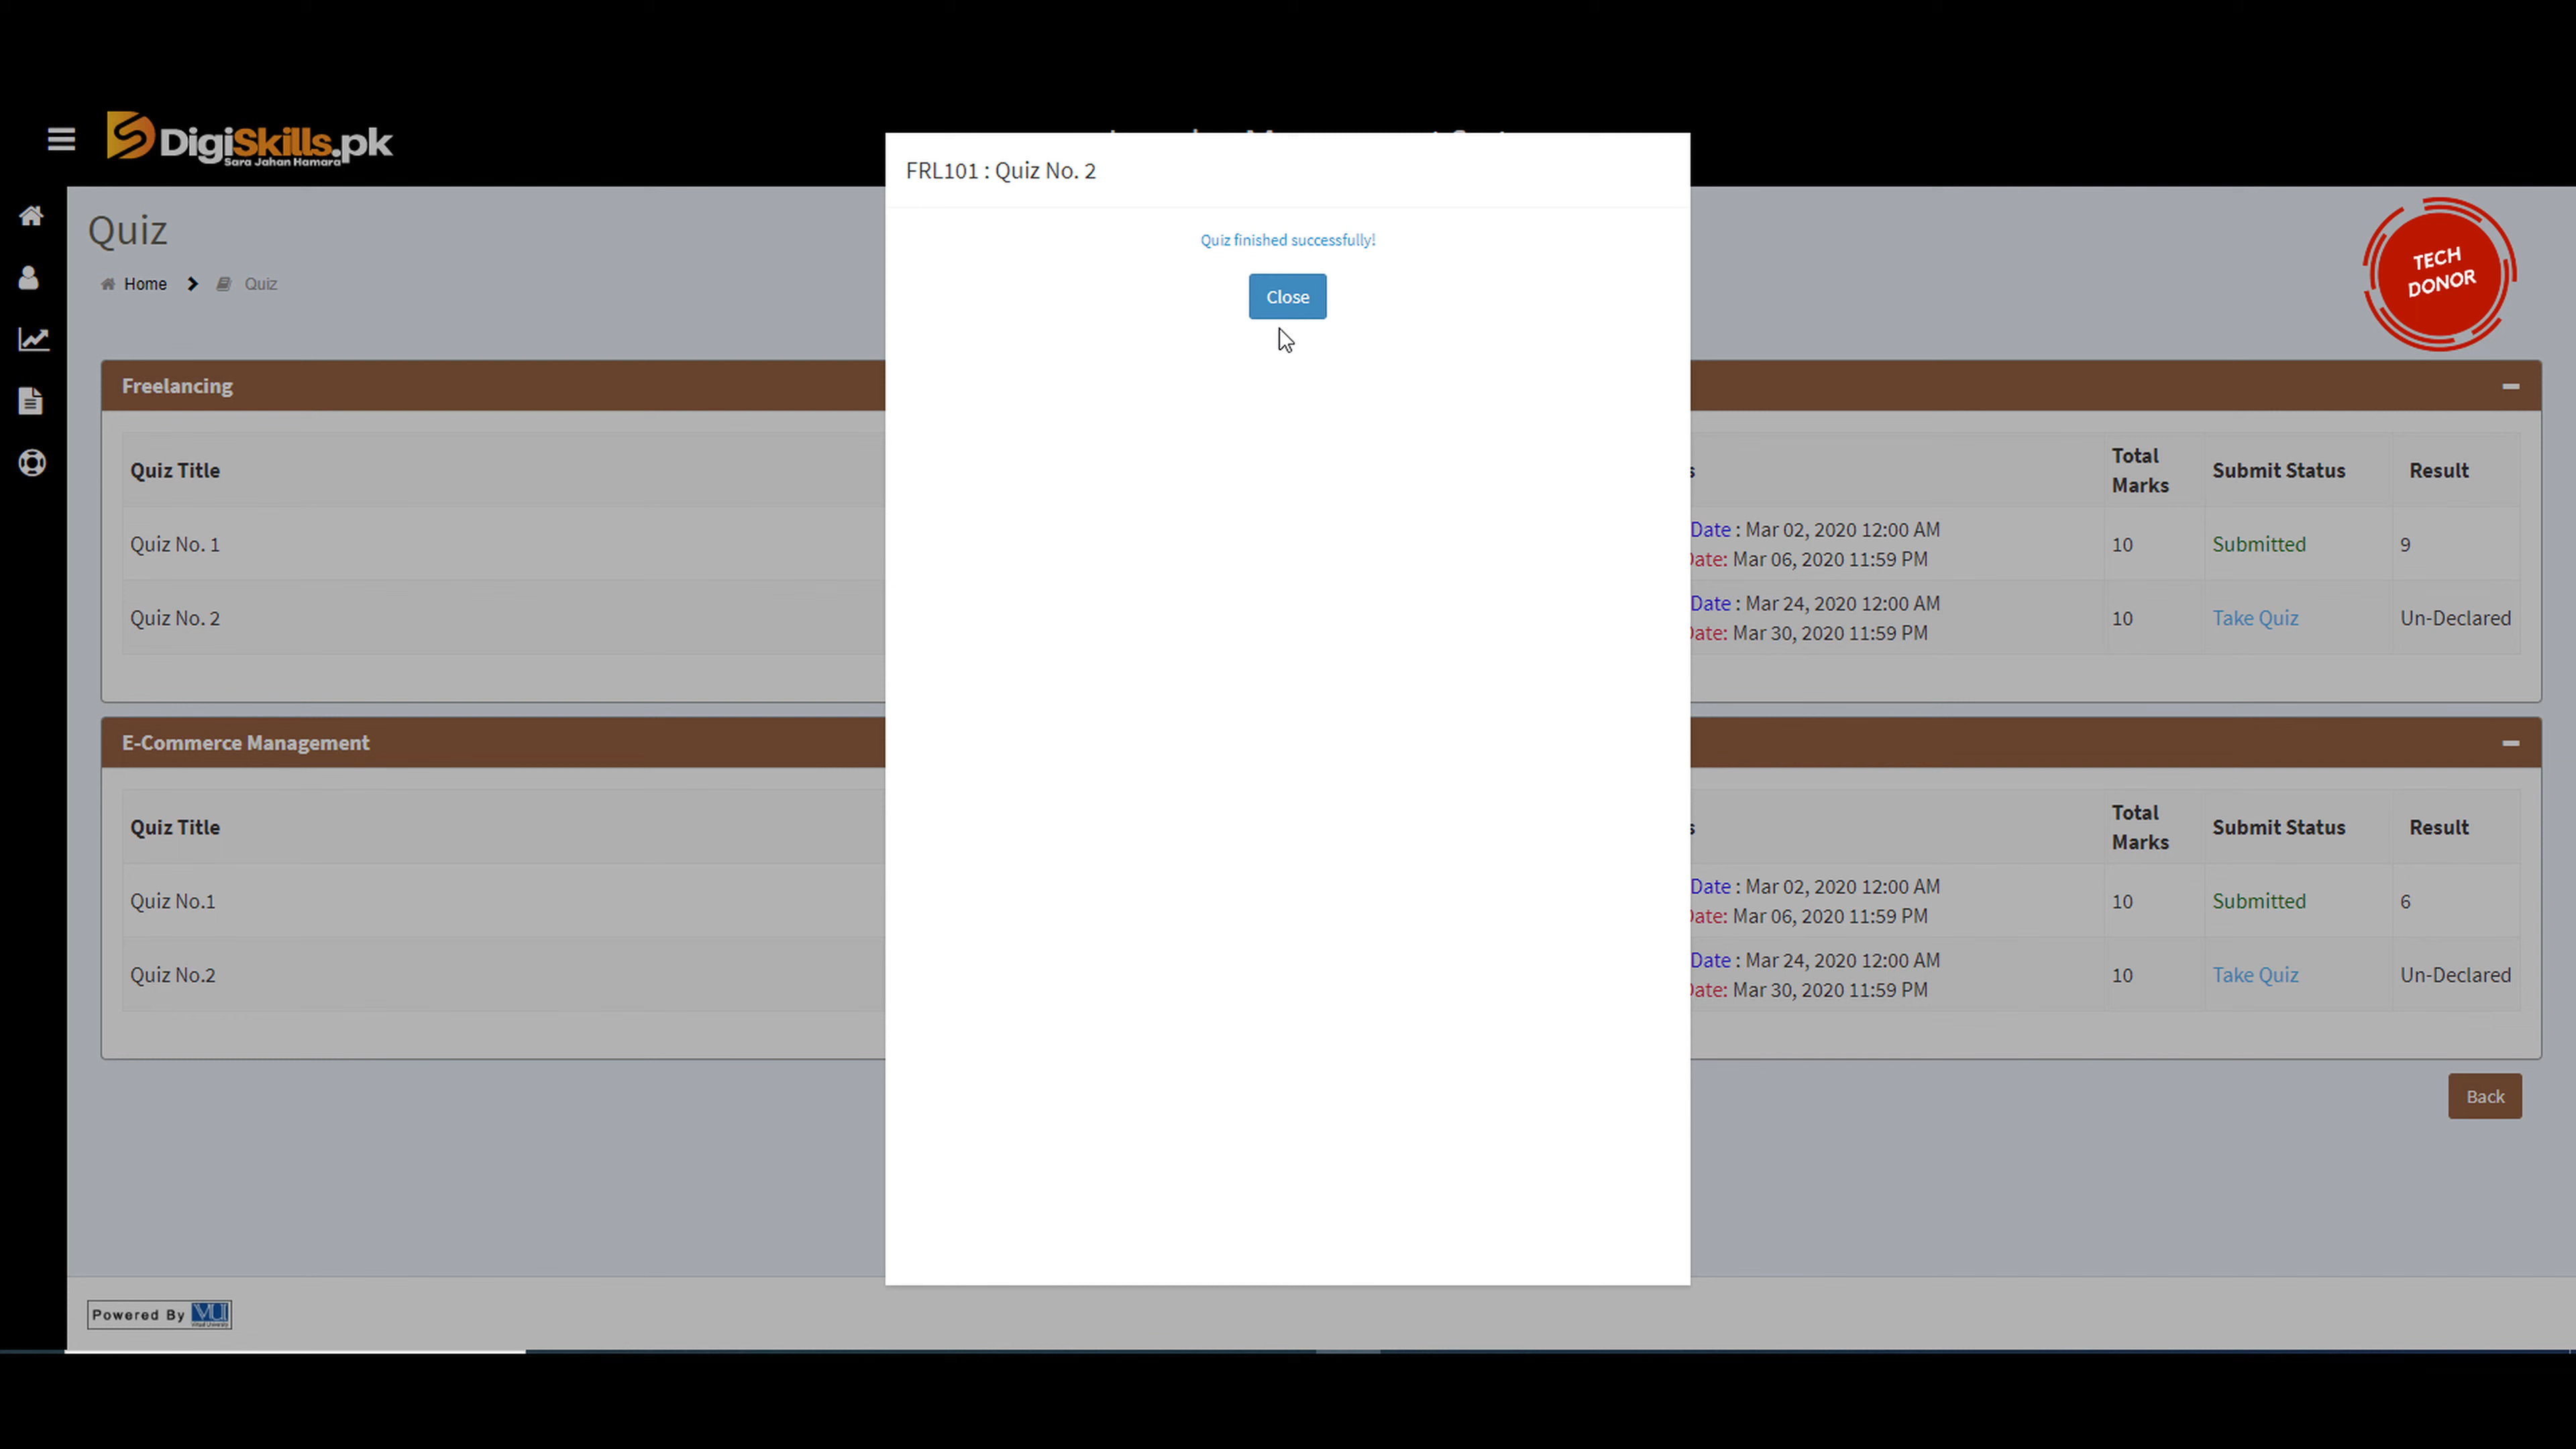 DigiSkills.pk
Sara Jahan Hamara
FRL101 : Quiz No. 2
Quiz finished successfully!
Close
Quiz
Home
Quiz
TECH
DONOR
Freelancing
Quiz Title
Total
Marks
Submit Status
Result
Quiz No. 1
Date : Mar 02, 2020 12:00 AM
Date: Mar 06, 2020 11:59 PM
10
Submitted
9
Quiz No. 2
Date : Mar 24, 2020 12:00 AM
Date: Mar 30, 2020 11:59 PM
10
Take Quiz
Un-Declared
E-Commerce Management
Quiz Title
Total
Marks
Submit Status
Result
Quiz No.1
Date : Mar 02, 2020 12:00 AM
Date: Mar 06, 2020 11:59 PM
10
Submitted
6
Quiz No.2
Date : Mar 24, 2020 12:00 AM
Date: Mar 30, 2020 11:59 PM
10
Take Quiz
Un-Declared
Back
Powered By VU